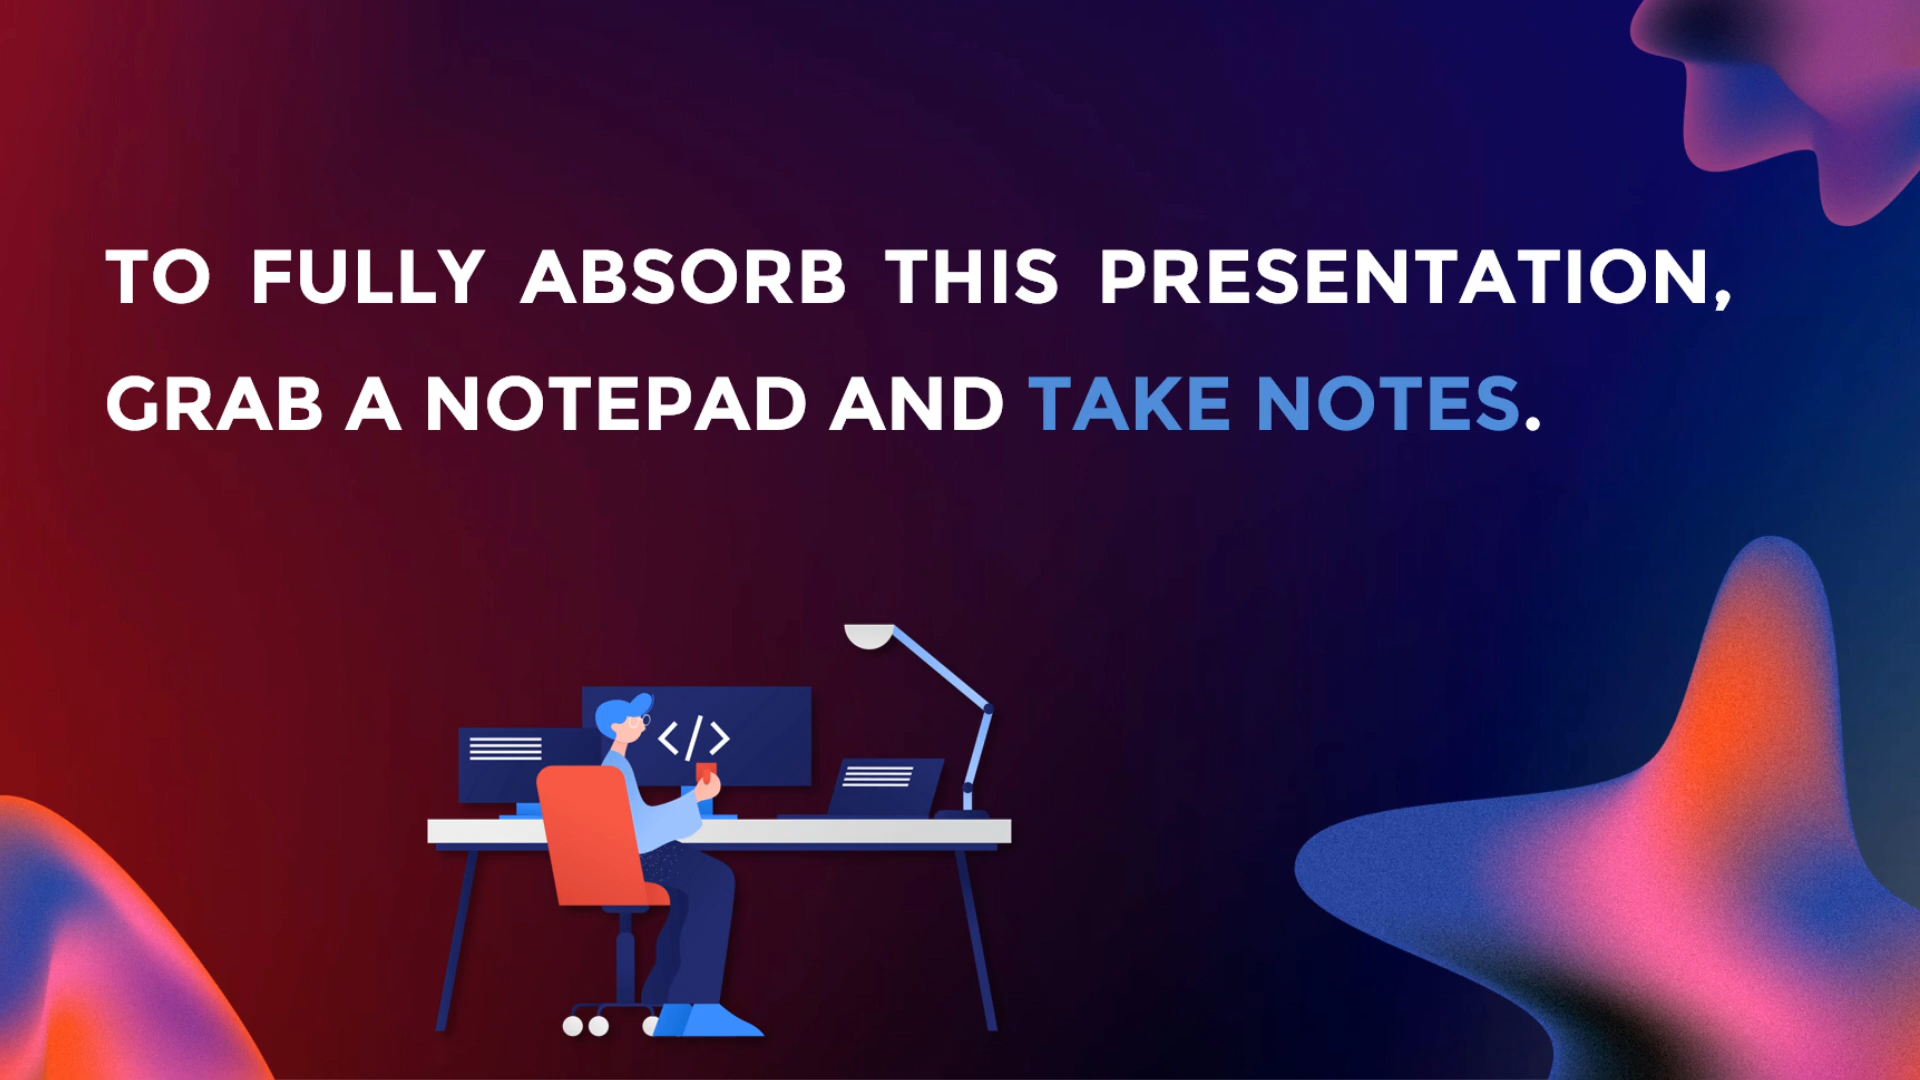 TO FULLY ABSORB THIS PRESENTATION,
GRAB A NOTEPAD AND TAKE NOTES.
</>